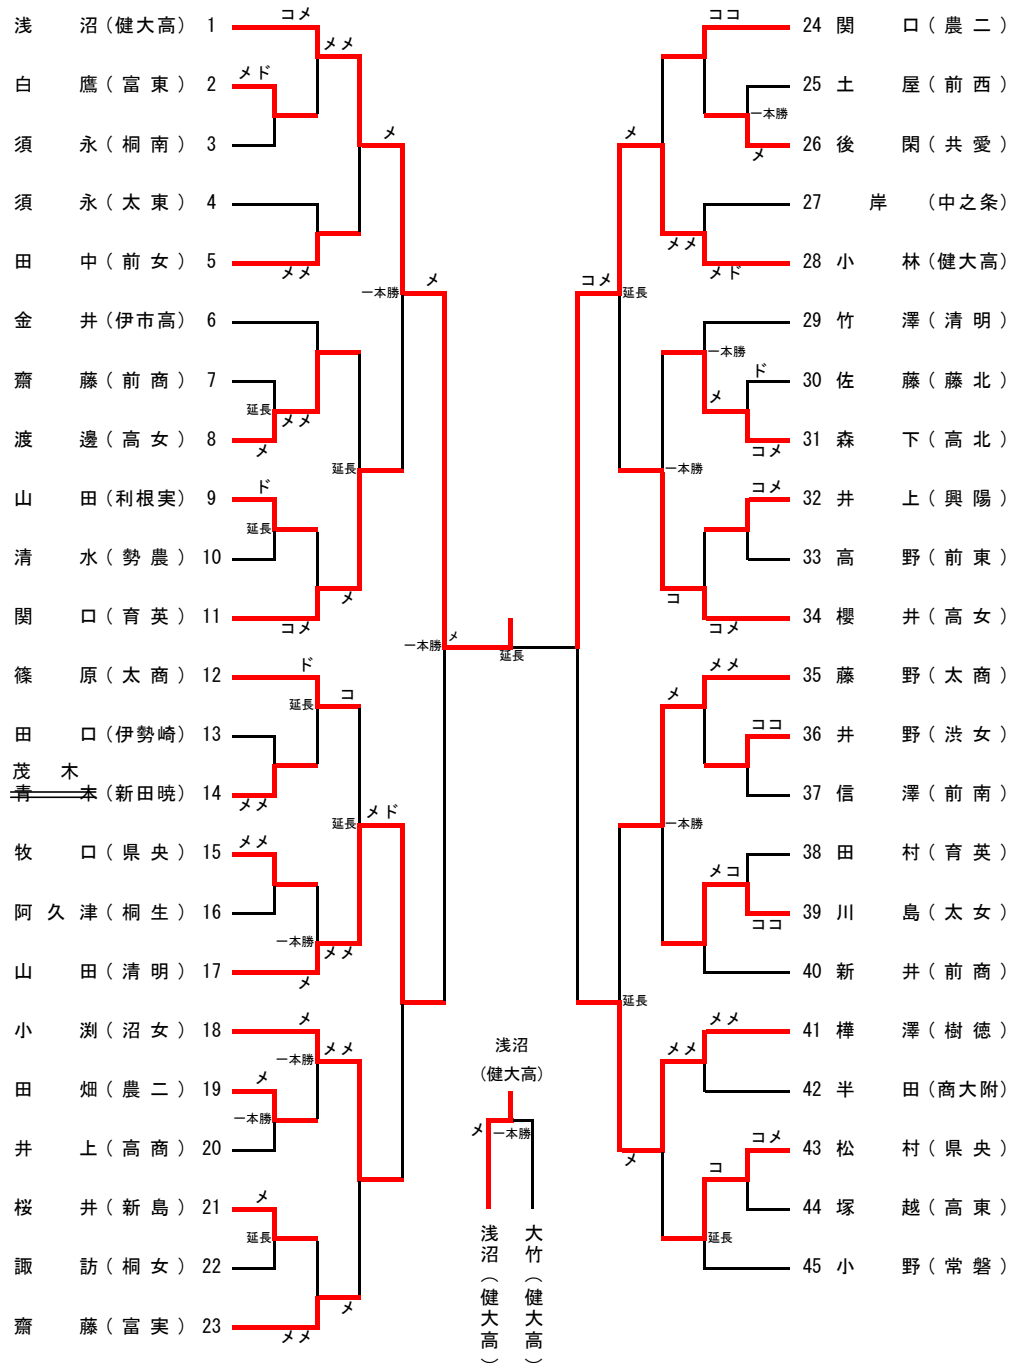 浅沼(健大高) 1
白鷹(富東) 2
須永(桐南) 3
須永(太東) 4
田中(前女) 5
金井(伊市高) 6
齋藤(前商) 7
渡邊(高女) 8
山田(利根実) 9
清水(勢農) 10
関口(育英) 11
篠原(太商) 12
田口(伊勢崎) 13
茂木
青木(新田暁) 14
牧口(県央) 15
阿久津(桐生) 16
山田(清明) 17
小渕(沼女) 18
田畑(農二) 19
井上(高商) 20
桜井(新島) 21
諏訪(桐女) 22
齋藤(富実) 23
コメ
メメ
メド
メ
メメ
メ
一本勝
延長
メメ
メ
延長
ド
延長
メ
コメ
メ
一本勝
延長
ド
コ
延長
メメ
メド
延長
メメ
一本勝
メメ
メ
メ
メメ
一本勝
メ
一本勝
メ
延長
メ
メメ
ココ
一本勝
メ
メ
メメ
メド
コメ
延長
一本勝
ド
メ
コメ
一本勝
コメ
コ
コメ
メメ
メ
ココ
一本勝
メコ
ココ
延長
メメ
メメ
メ
コメ
コ
延長
24 関口(農二)
25 土屋(前西)
26 後閑(共愛)
27 岸(中之条)
28 小林(健大高)
29 竹澤(清明)
30 佐藤(藤北)
31 森下(高北)
32 井上(興陽)
33 高野(前東)
34 櫻井(高女)
35 藤野(太商)
36 井野(渋女)
37 信澤(前南)
38 田村(育英)
39 川島(太女)
40 新井(前商)
41 樺澤(樹徳)
42 半田(商大附)
43 松村(県央)
44 塚越(高東)
45 小野(常磐)
浅沼
(健大高)
メ
一本勝
浅沼(健大高)
大竹(健大高)